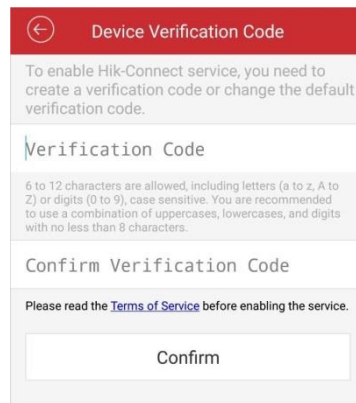 Device Verification Code
To enable Hik-Connect service, you need to
create a verification code or change the default
verification code.
Verification Code
6 to 12 characters are allowed, including letters (a to z, A to
Z) or digits (0 to 9), case sensitive. You are recommended
to use a combination of uppercases, lowercases, and digits
with no less than 8 characters.
Confirm Verification Code
Please read the Terms of Service before enabling the service.
Confirm